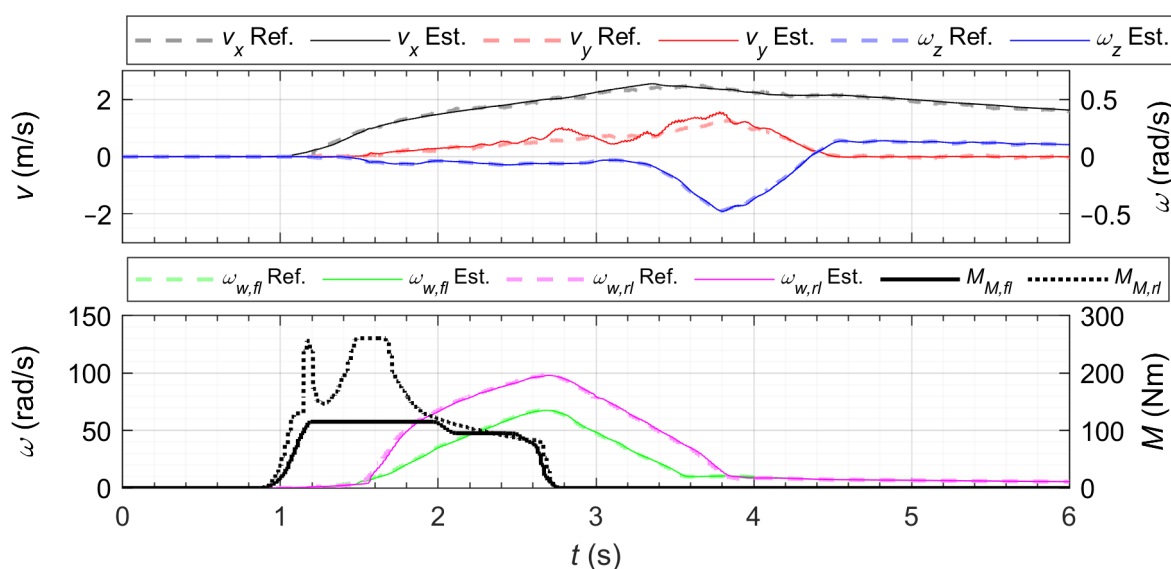 v_x Ref. v_x Est. v_y Ref. v_y Est. ω_z Ref. ω_z Est.
v (m/s)
2
0
-2
0.5
0
-0.5
ω (rad/s)
ω_w,fl Ref. ω_w,fl Est. ω_w,rl Ref. ω_w,rl Est. M_M,fl M_M,rl
ω (rad/s)
150
100
50
0
300
200
100
0
M (Nm)
0 1 2 3 4 5 6
t (s)